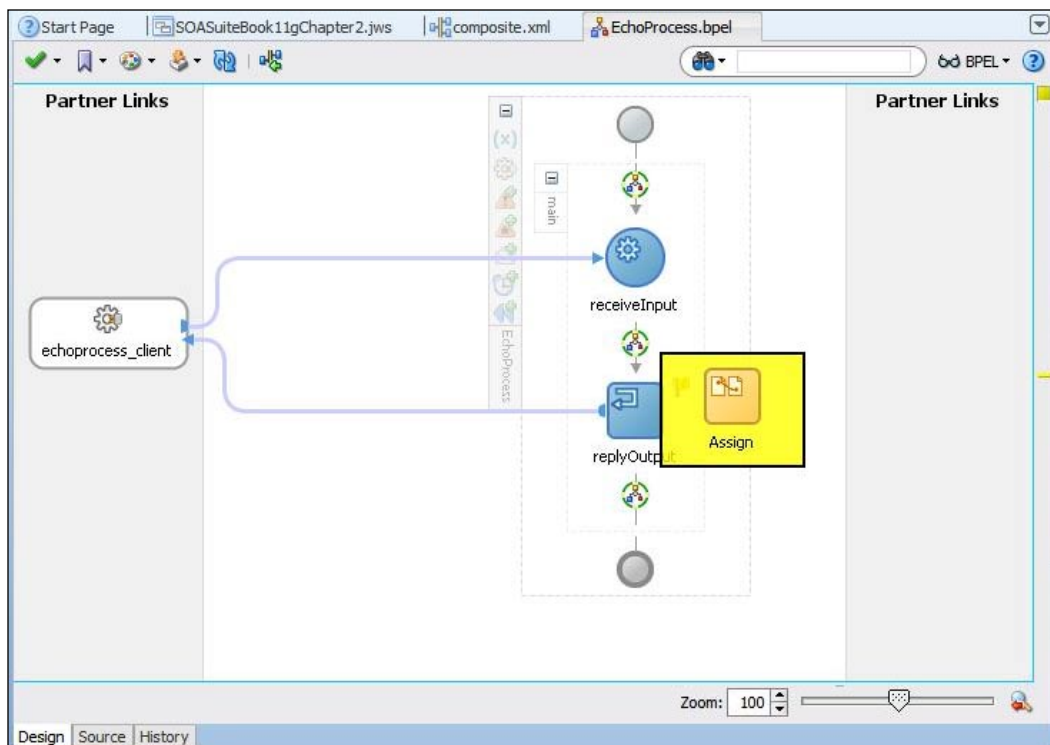 Start Page
SOASuiteBook11gChapter2.jws
composite.xml
EchoProcess.bpel
BPEL
Partner Links
Partner Links
(x)
main
receiveInput
echoprocess_client
EchoProcess
Assign
replyOutput
Zoom: 100
Design Source History